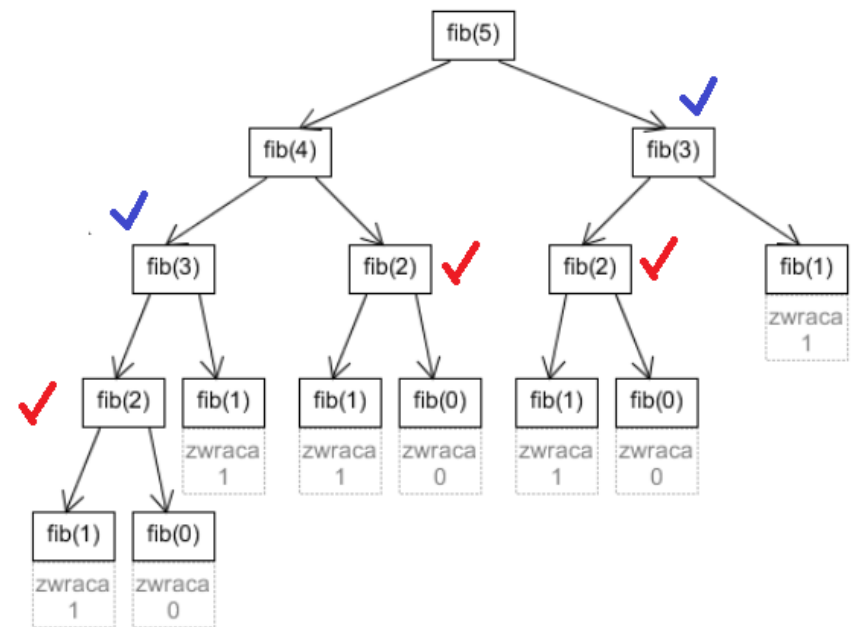 fib(5)
fib(4)
fib(3)
fib(3)
fib(2)
fib(2)
fib(1)
zwraca
1
fib(2)
fib(1)
fib(1)
fib(0)
fib(1)
fib(0)
zwraca
1
zwraca
1
zwraca
0
zwraca
1
zwraca
0
fib(1)
fib(0)
zwraca
1
zwraca
0